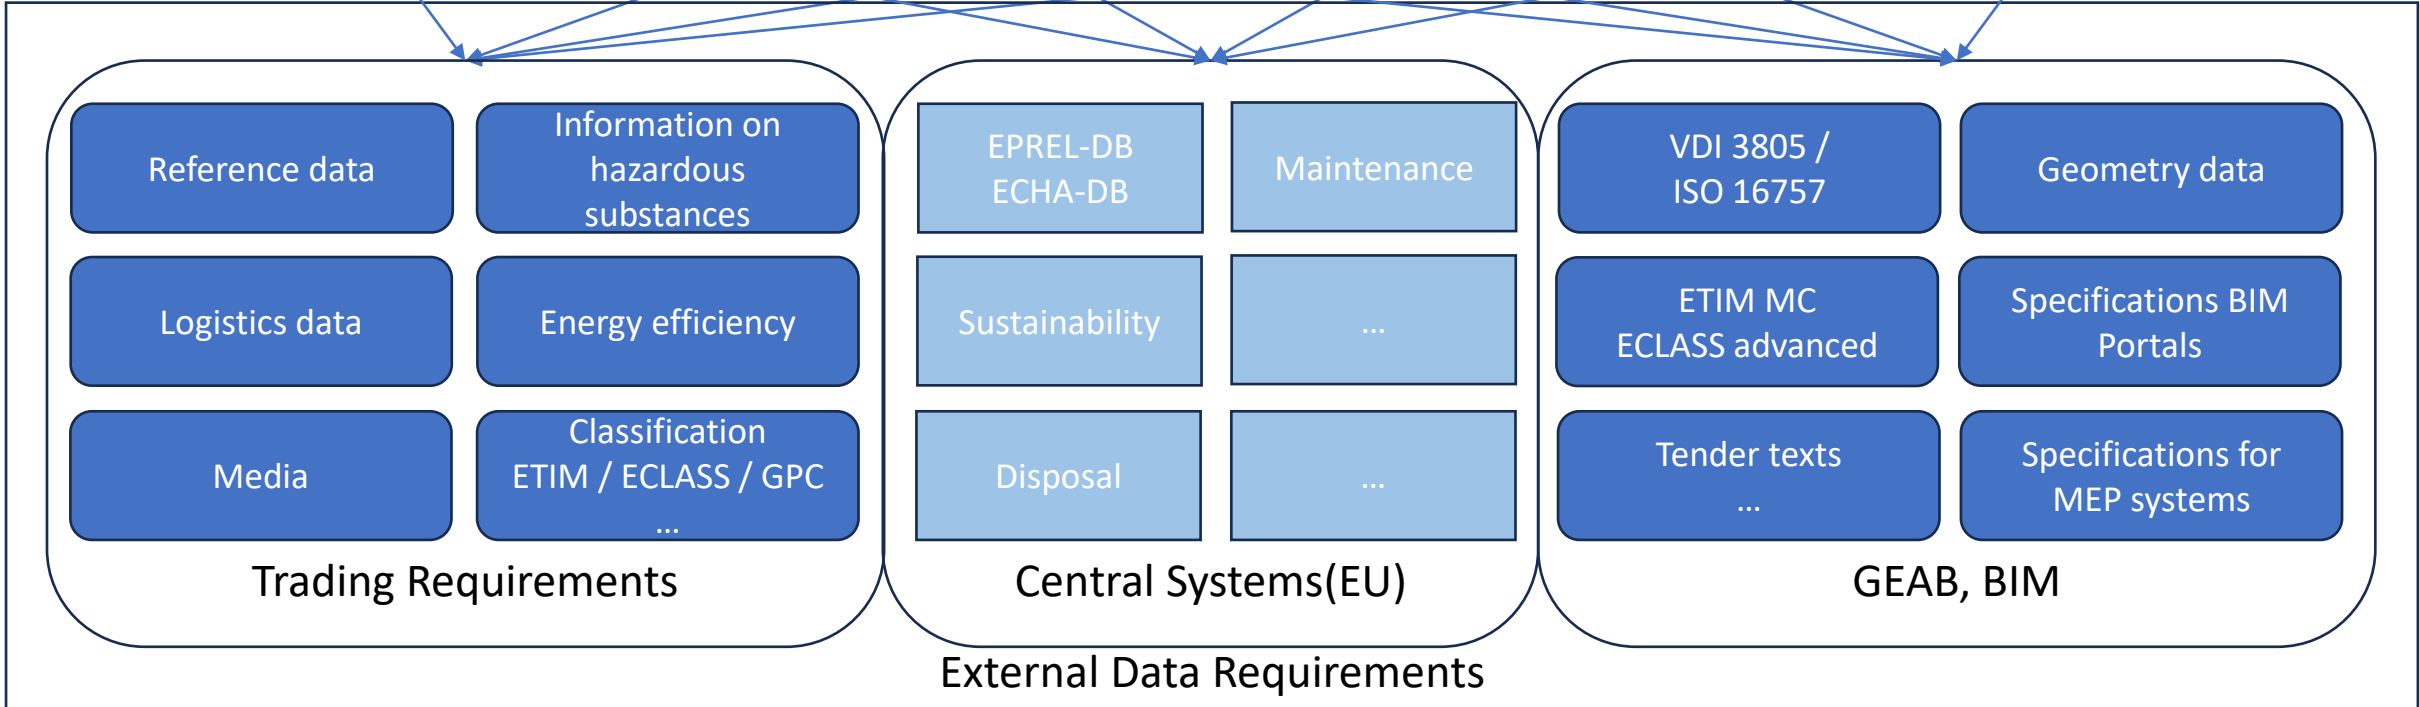 Reference data
Information on
hazardous
substances
Logistics data
Energy efficiency
Media
Classification
ETIM / ECLASS / GPC
...
Trading Requirements
EPREL-DB
ECHA-DB
Maintenance
Sustainability
...
Disposal
...
Central Systems(EU)
VDI 3805 /
ISO 16757
Geometry data
ETIM MC
ECLASS advanced
Specifications BIM
Portals
Tender texts
...
Specifications for
MEP systems
GEAB, BIM
External Data Requirements